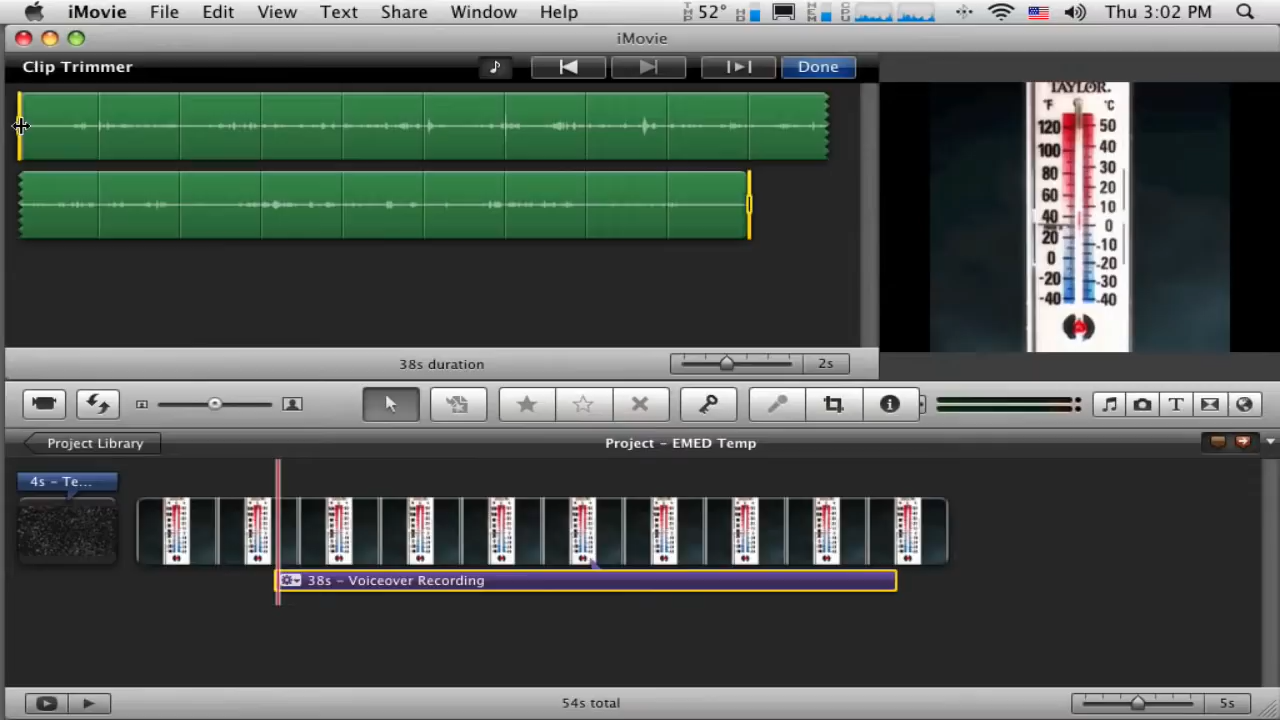 iMovie File Edit View Text Share Window Help 52° Thu 3:02 PM
iMovie
Clip Trimmer Done
TAYLOR.
°F °C
120 50
100 40
80 30
60 20
40 10
20 0
0 -10
-20 -20
-40 -30
-40
38s duration 2s
Project Library Project – EMED Temp
4s – Te...
38s – Voiceover Recording
54s total 5s